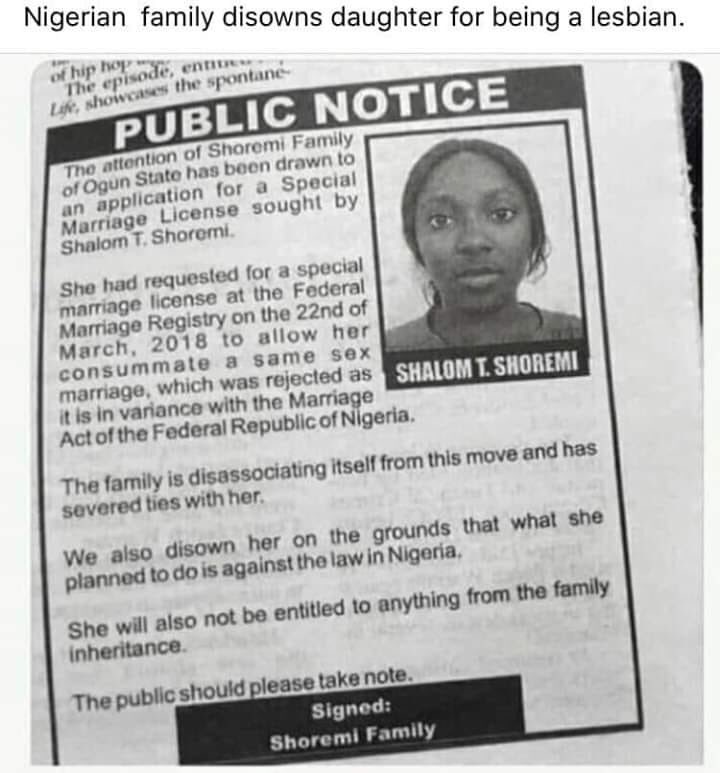 Nigerian family disowns daughter for being a lesbian.
of hip hop
The episode,
Life, showcases the spontane-
PUBLIC NOTICE
The attention of Shoremi Family
of Ogun State has been drawn to
an application for a Special
Marriage License sought by
Shalom T. Shoremi.
She had requested for a special
marriage license at the Federal
Marriage Registry on the 22nd of
March, 2018 to allow her
consummate a same sex
marriage, which was rejected as
it is in variance with the Marriage
Act of the Federal Republic of Nigeria.
SHALOM T. SHOREMI
The family is disassociating itself from this move and has
severed ties with her.
We also disown her on the grounds that what she
planned to do is against the law in Nigeria.
She will also not be entitled to anything from the family
inheritance.
The public should please take note.
Signed:
Shoremi Family